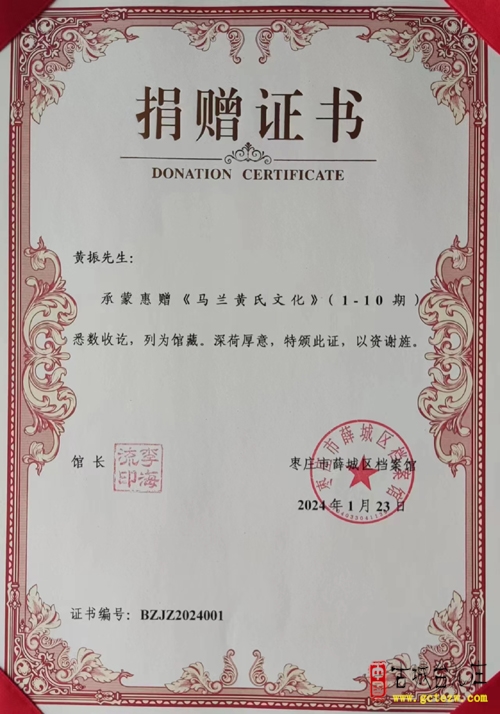 捐赠证书
DONATION CERTIFICATE
黄振先生：
承蒙惠赠《马兰黄氏文化》（1-10期）
悉数收讫，列为馆藏。深荷厚意，特颁此证，以资谢旌。
馆长 李海流印
枣庄市薛城区档案馆
枣庄市薛城区档案馆
2024年1月23日
证书编号：BZJZ2024001
www.gctezw.com